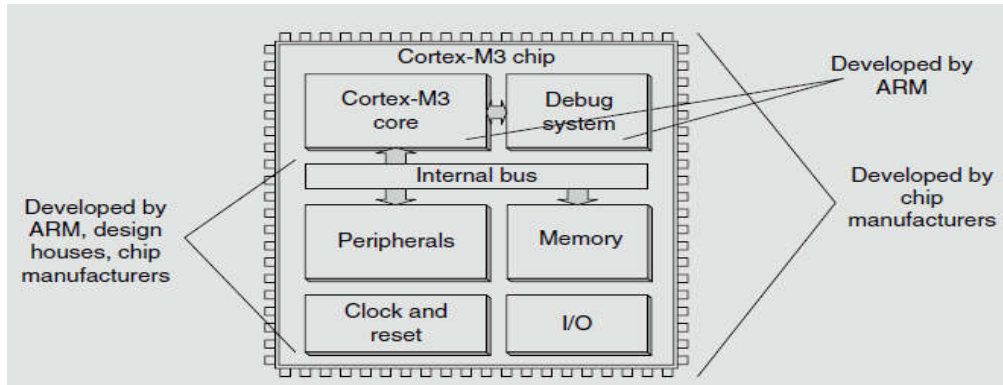 Cortex-M3 chip
Cortex-M3
core
Debug
system
Developed by
ARM
Internal bus
Developed by
ARM, design
houses, chip
manufacturers
Peripherals
Memory
Developed by
chip
manufacturers
Clock and
reset
I/O